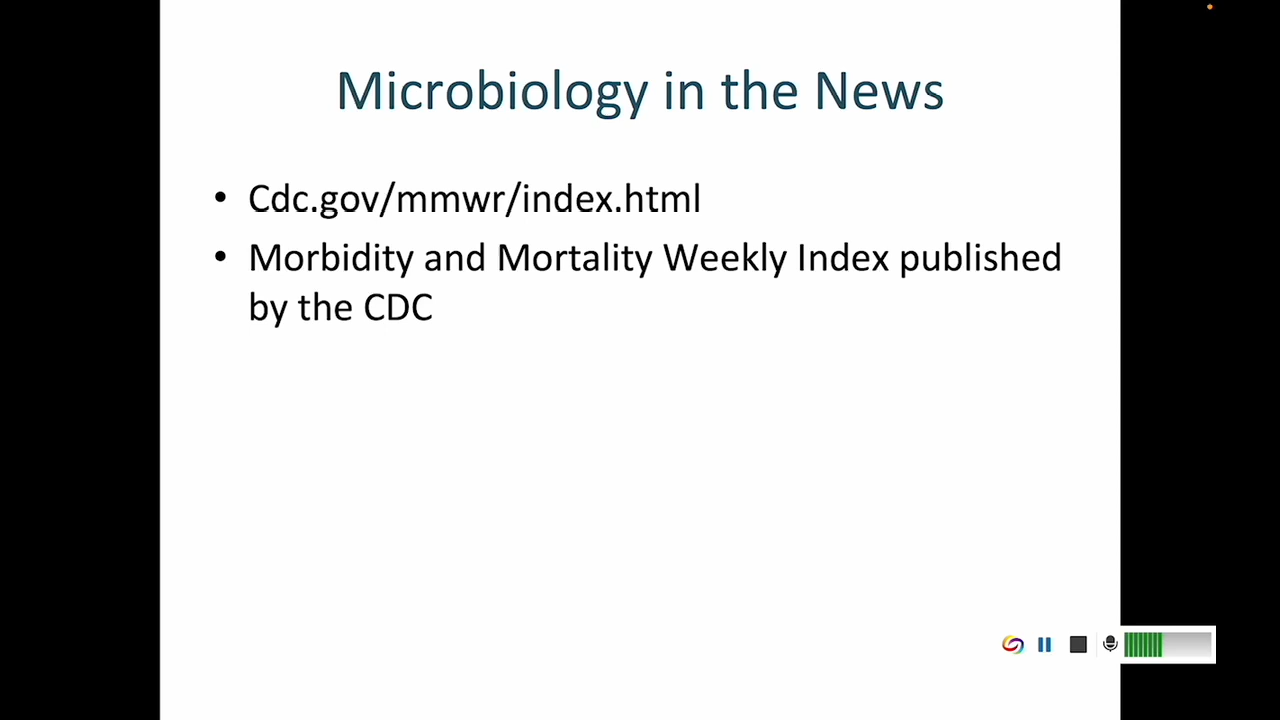 Microbiology in the News
• Cdc.gov/mmwr/index.html
• Morbidity and Mortality Weekly Index published
by the CDC